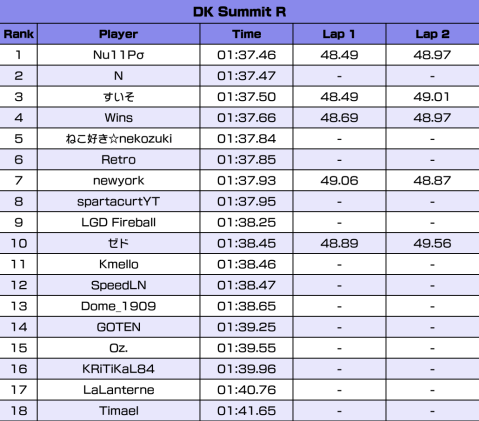 DK Summit R
Rank Player Time Lap 1 Lap 2
1 Nu11Pσ 01:37.46 48.49 48.97
2 N 01:37.47 - -
3 すいそ 01:37.50 48.49 49.01
4 Wins 01:37.66 48.69 48.97
5 ねこ好き☆nekozuki 01:37.84 - -
6 Retro 01:37.85 - -
7 newyork 01:37.93 49.06 48.87
8 spartacurtYT 01:37.95 - -
9 LGD Fireball 01:38.25 - -
10 ゼド 01:38.45 48.89 49.56
11 Kmello 01:38.46 - -
12 SpeedLN 01:38.47 - -
13 Dome_1909 01:38.65 - -
14 GOTEN 01:39.25 - -
15 Oz. 01:39.55 - -
16 KRiTiKaL84 01:39.96 - -
17 LaLanterne 01:40.76 - -
18 Timael 01:41.65 - -